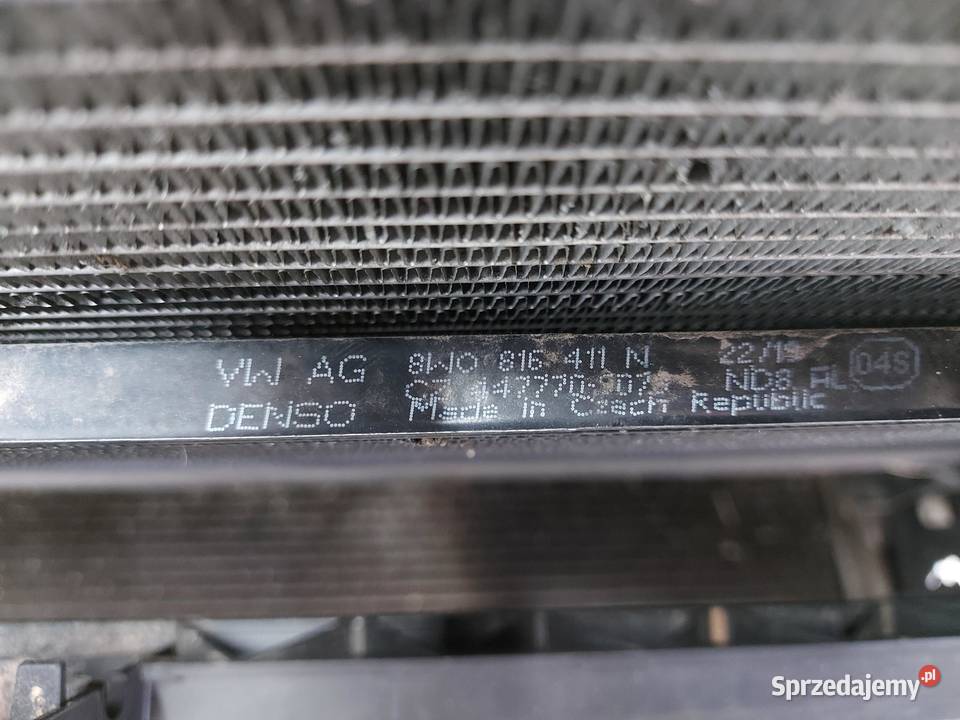 VW AG 8W0 816 411 N 22/19
ND8 AL 04S
DENSO Made in Czech Republic
Sprzedajemy.pl